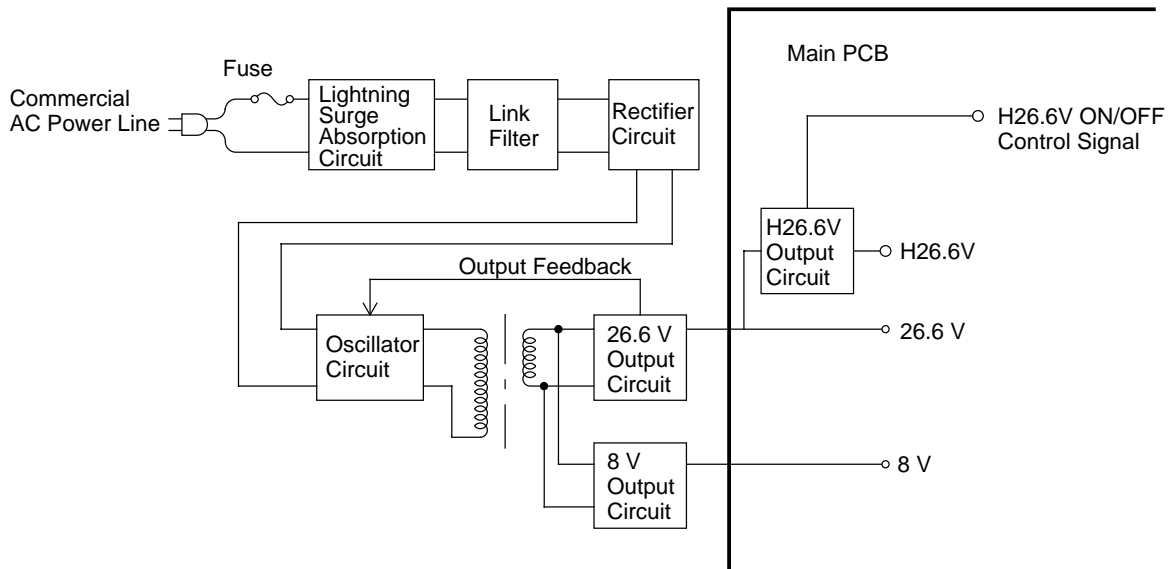 Main PCB
Fuse
Commercial
AC Power Line
Lightning
Surge
Absorption
Circuit
Link
Filter
Rectifier
Circuit
H26.6V ON/OFF
Control Signal
H26.6V
Output
Circuit
H26.6V
Output Feedback
Oscillator
Circuit
26.6 V
Output
Circuit
26.6 V
8 V
Output
Circuit
8 V